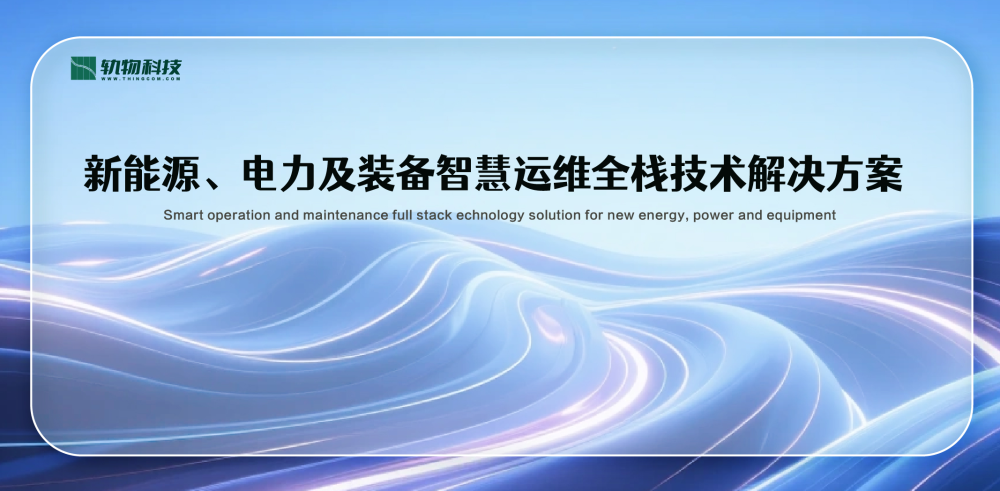 轨物科技
WWW.THINGCOM.COM
新能源、电力及装备智慧运维全栈技术解决方案
Smart operation and maintenance full stack echnology solution for new energy, power and equipment